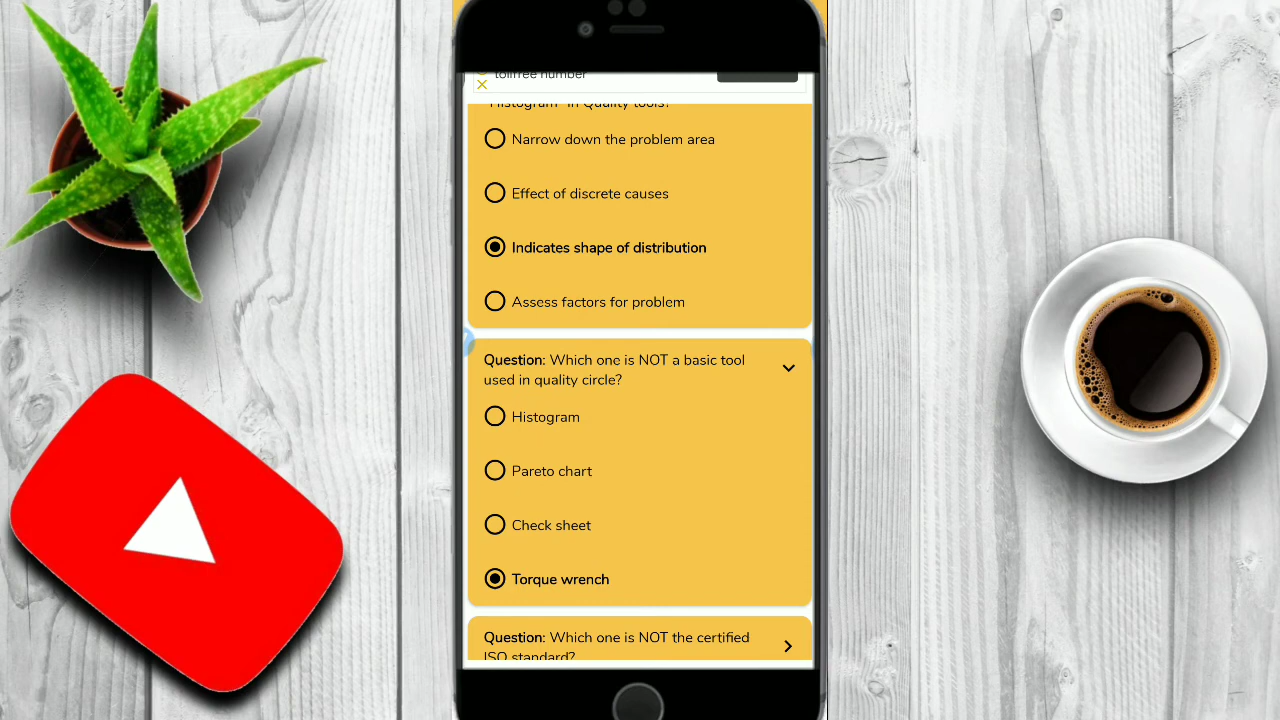 tollfree number
"Histogram" in Quality tools?
Narrow down the problem area
Effect of discrete causes
Indicates shape of distribution
Assess factors for problem
Question: Which one is NOT a basic tool
used in quality circle?
Histogram
Pareto chart
Check sheet
Torque wrench
Question: Which one is NOT the certified
ISO standard?